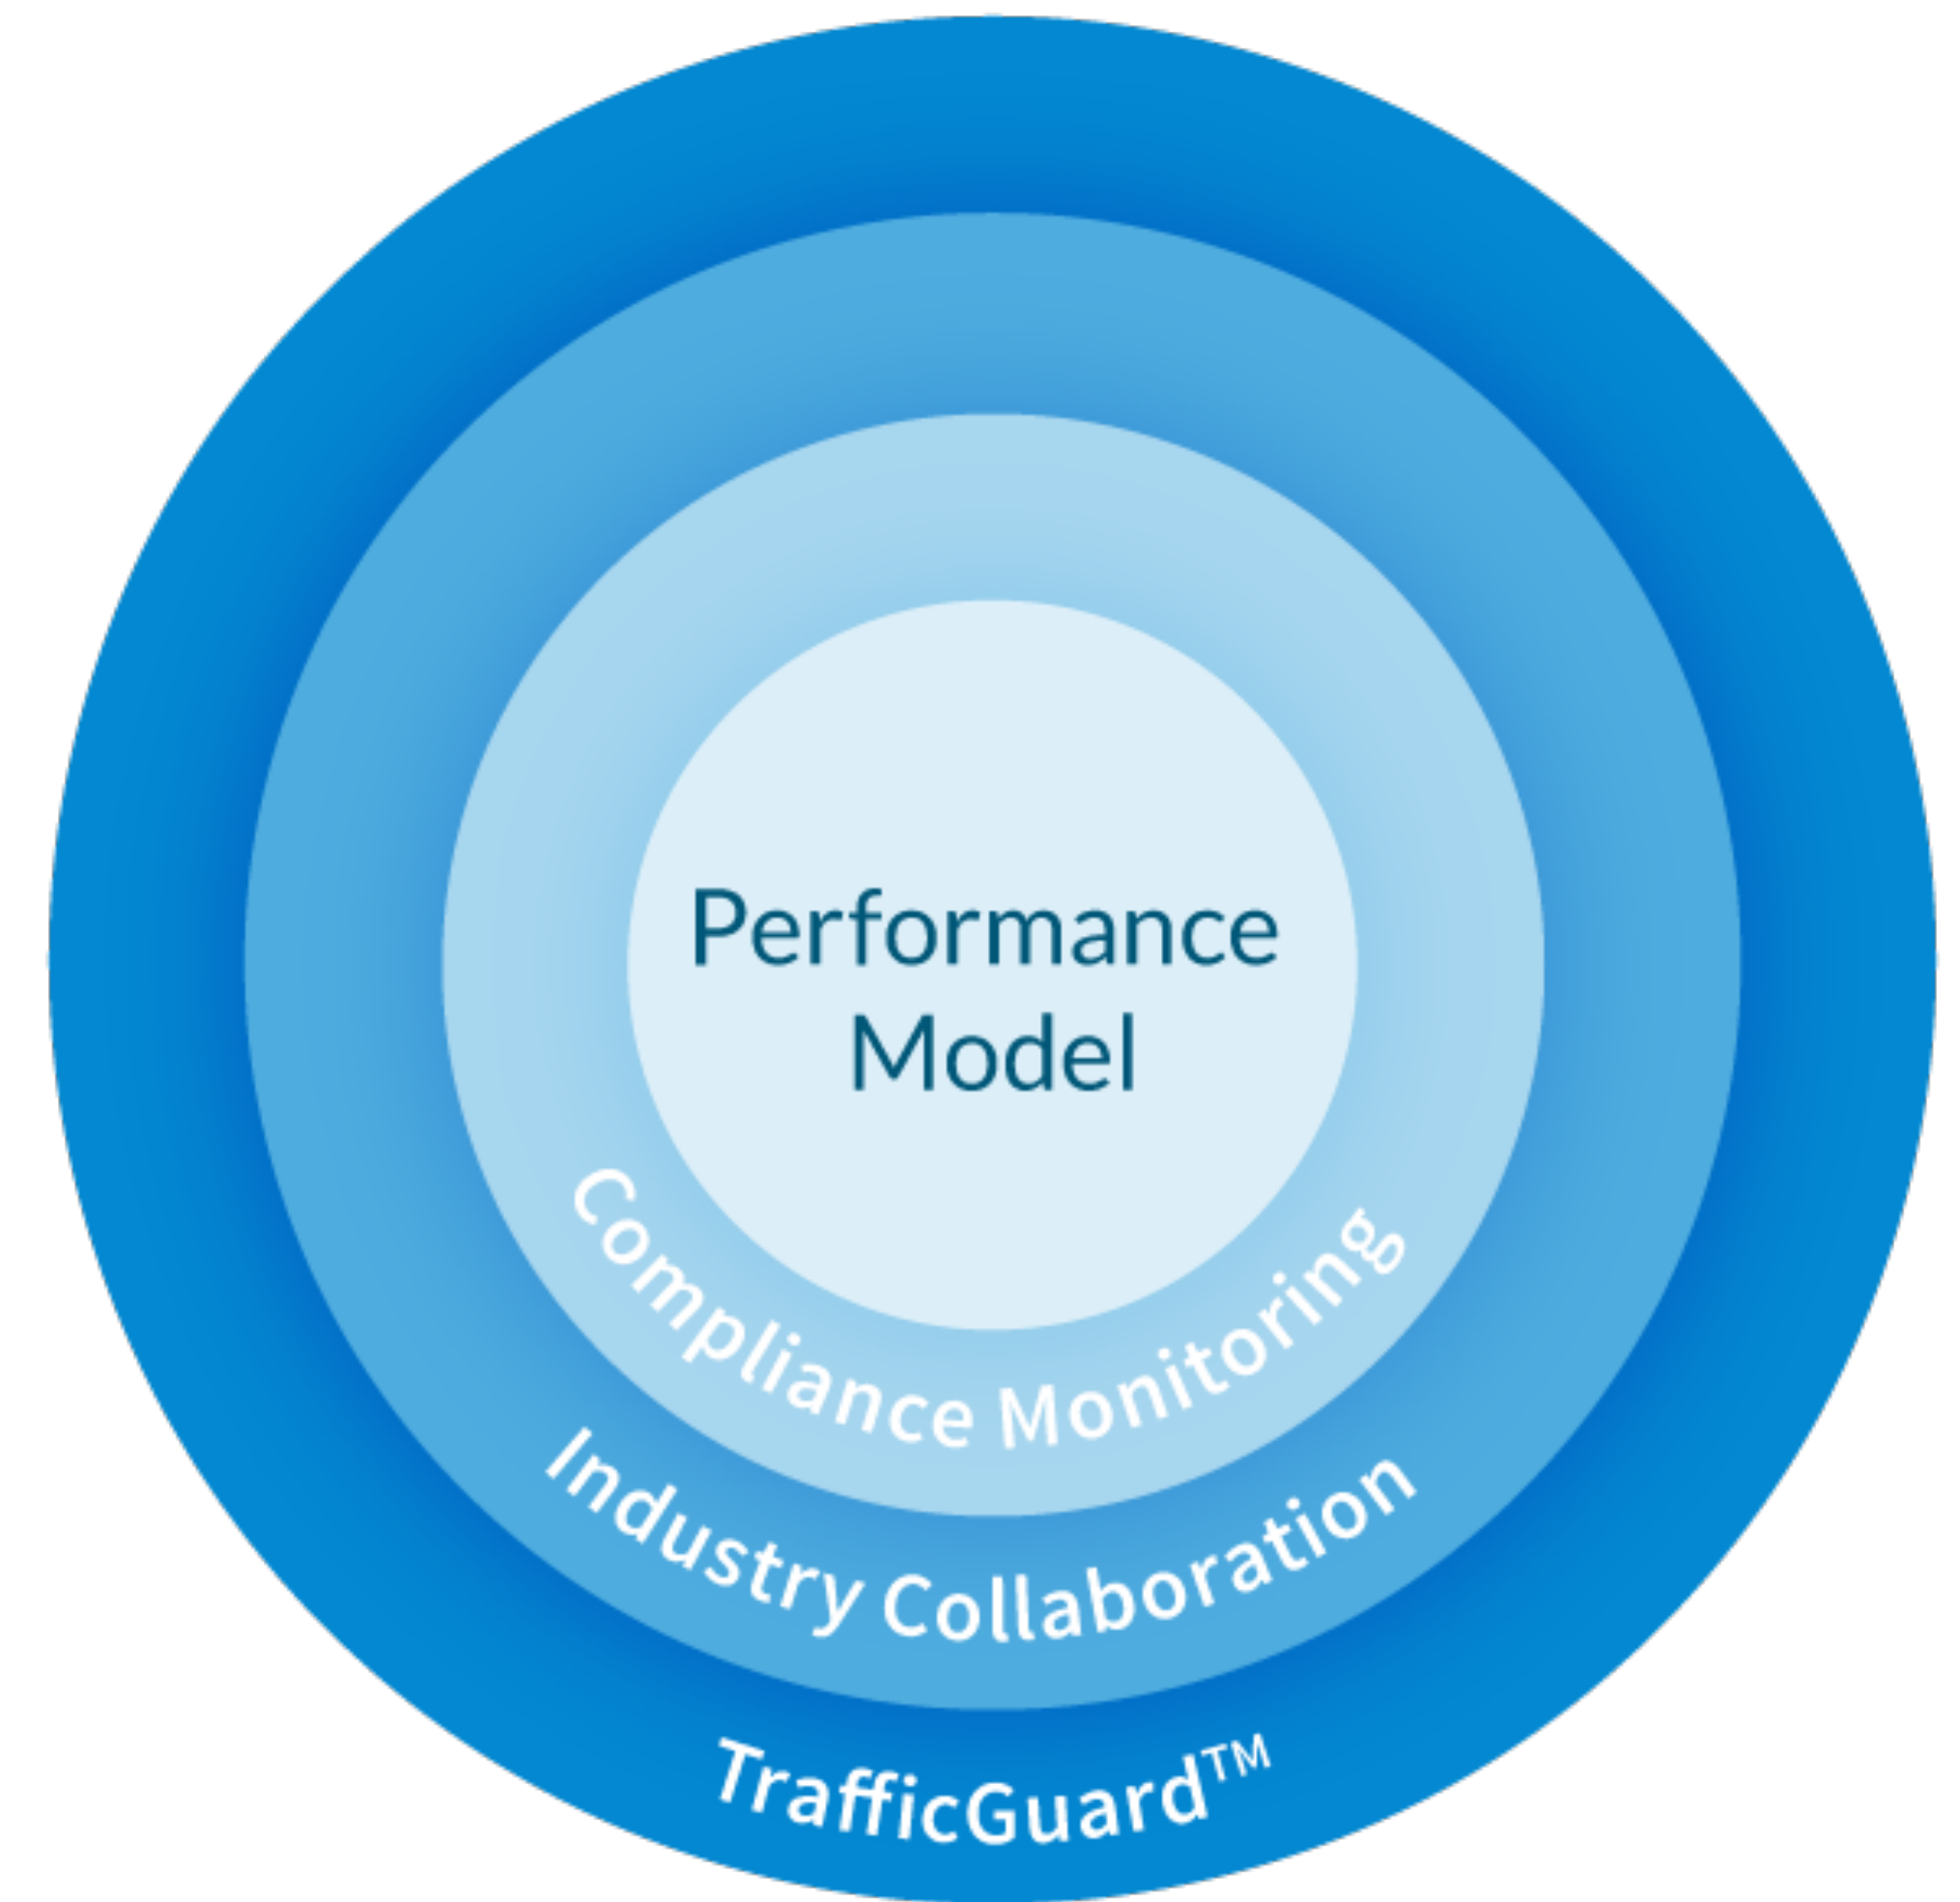 Performance
Model
Compliance Monitoring
Industry Collaboration
TrafficGuard™